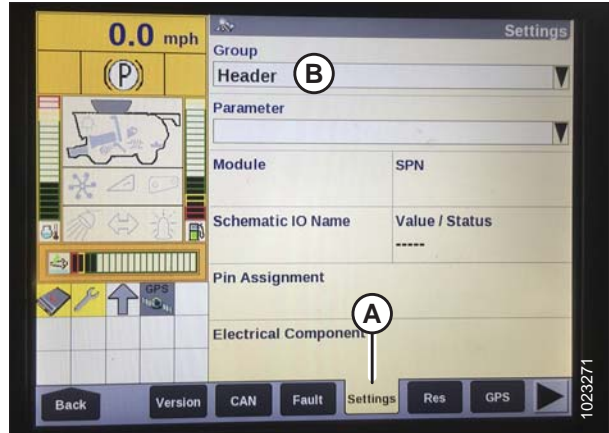 0.0 mph
(P)
Settings
Group
Header
B
Parameter
Module
SPN
Schematic IO Name
Value / Status
-----
Pin Assignment
GPS
Electrical Component
A
Back
Version
CAN
Fault
Settings
Res
GPS
1023271